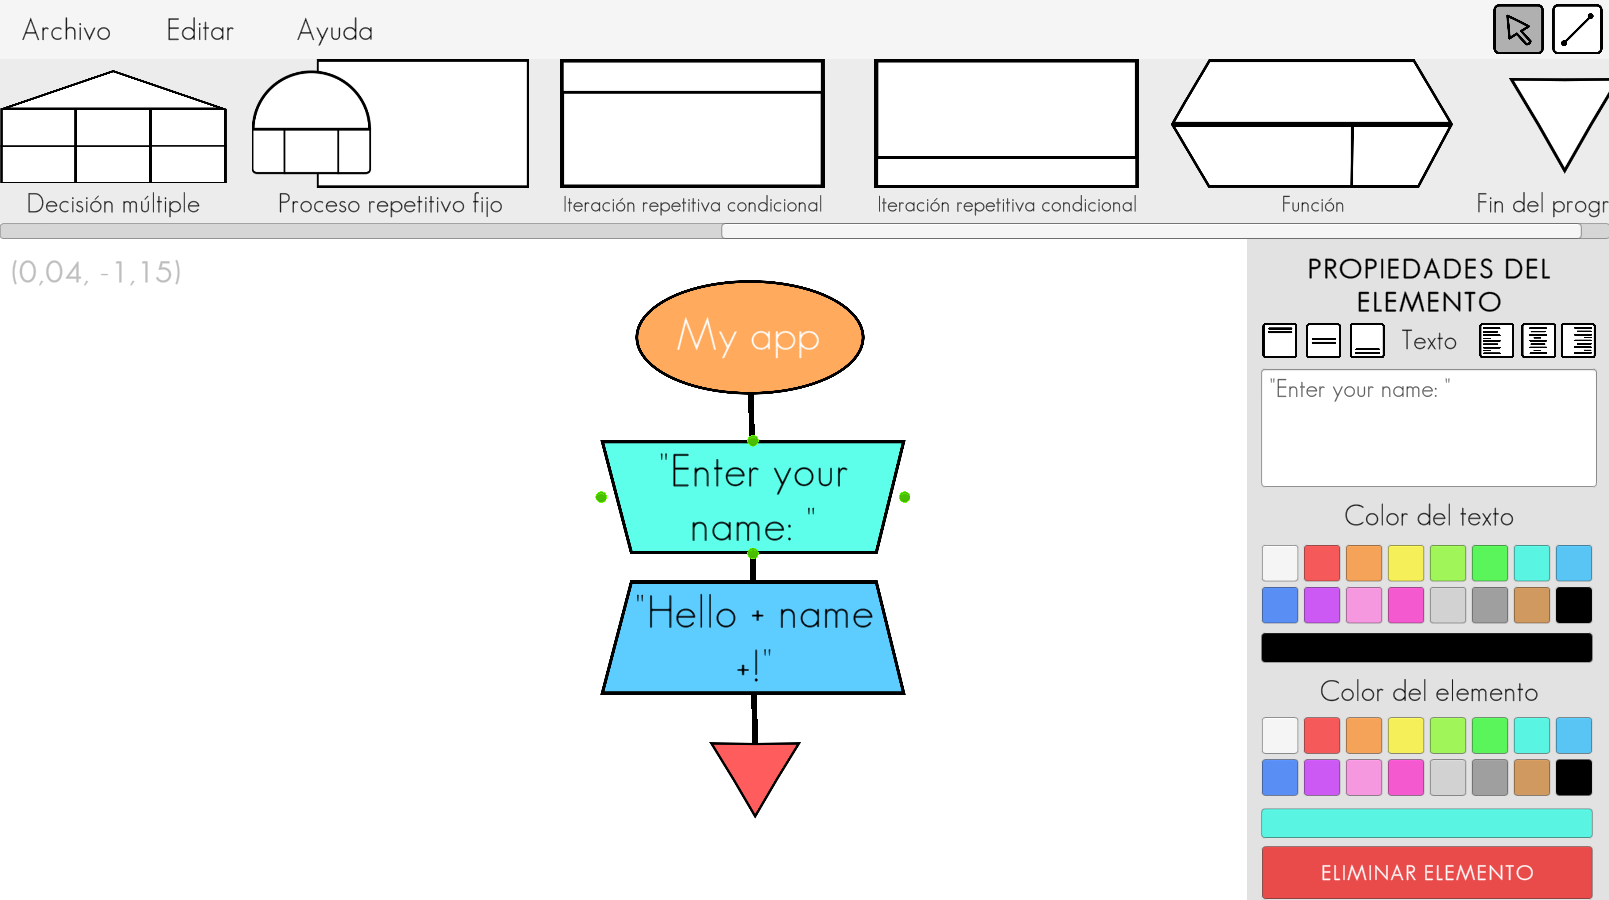 Archivo Editar Ayuda
Decisión múltiple
Proceso repetitivo fijo
Iteración repetitiva condicional
Iteración repetitiva condicional
Función
Fin del progr
(0,04, -1,15)
My app
"Enter your
name: "
"Hello + name
+!"
PROPIEDADES DEL
ELEMENTO
Texto
"Enter your name: "
Color del texto
Color del elemento
ELIMINAR ELEMENTO